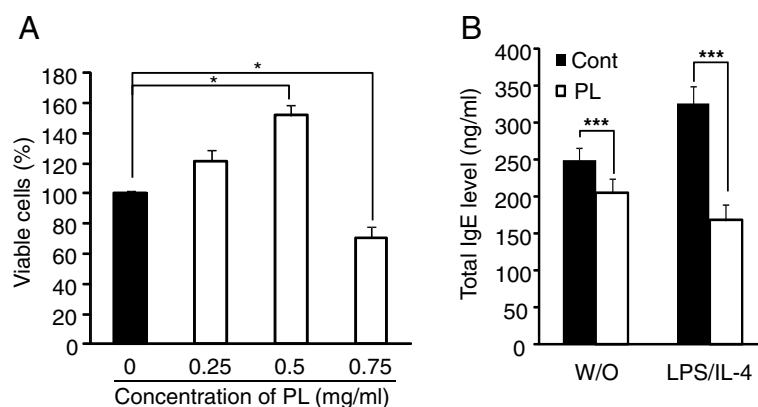 A
*
*
180
160
140
120
100
80
60
40
20
0
Viable cells (%)
0 0.25 0.5 0.75
Concentration of PL (mg/ml)
B
400
350
300
250
200
150
100
50
0
Total IgE level (ng/ml)
Cont
PL
***
***
W/O LPS/IL-4